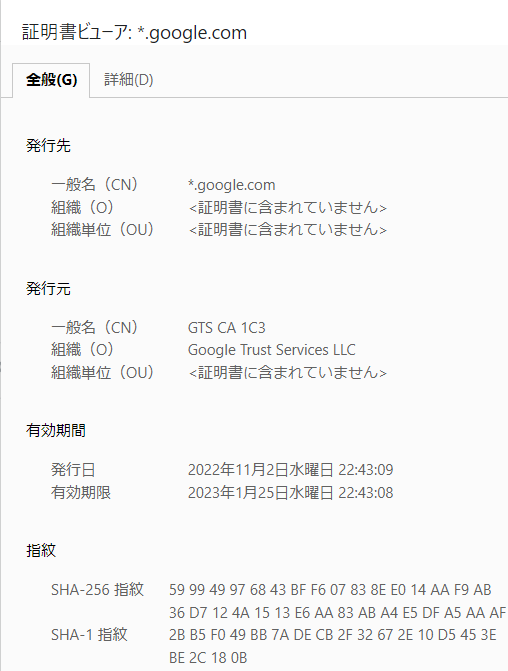 証明書ビューア: *.google.com
全般(G) 詳細(D)
発行先
一般名（CN） *.google.com
組織（O） <証明書に含まれていません>
組織単位（OU） <証明書に含まれていません>
発行元
一般名（CN） GTS CA 1C3
組織（O） Google Trust Services LLC
組織単位（OU） <証明書に含まれていません>
有効期間
発行日 2022年11月2日水曜日 22:43:09
有効期限 2023年1月25日水曜日 22:43:08
指紋
SHA-256 指紋 59 99 49 97 68 43 BF F6 07 83 8E E0 14 AA F9 AB
36 D7 12 4A 15 13 E6 AA 83 AB A4 E5 DF A5 AA AF
SHA-1 指紋 2B B5 F0 49 BB 7A DE CB 2F 32 67 2E 10 D5 45 3E
BE 2C 18 0B